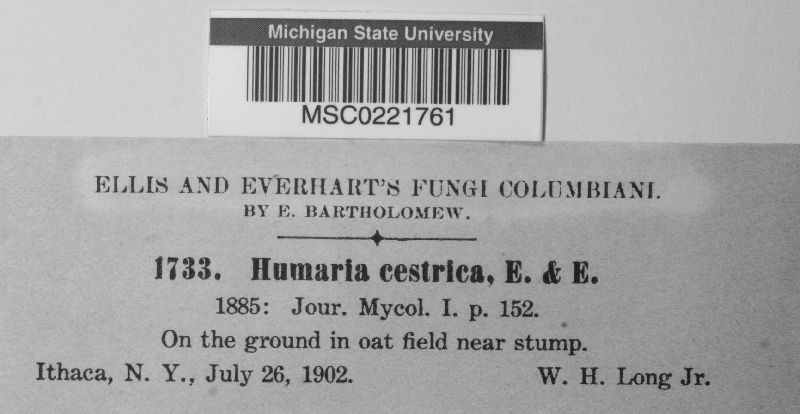 Michigan State University
MSC0221761
ELLIS AND EVERHART'S FUNGI COLUMBIANI.
BY E. BARTHOLOMEW.
1733. Humaria cestrica, E. & E.
1885: Jour. Mycol. I. p. 152.
On the ground in oat field near stump.
Ithaca, N. Y., July 26, 1902. W. H. Long Jr.